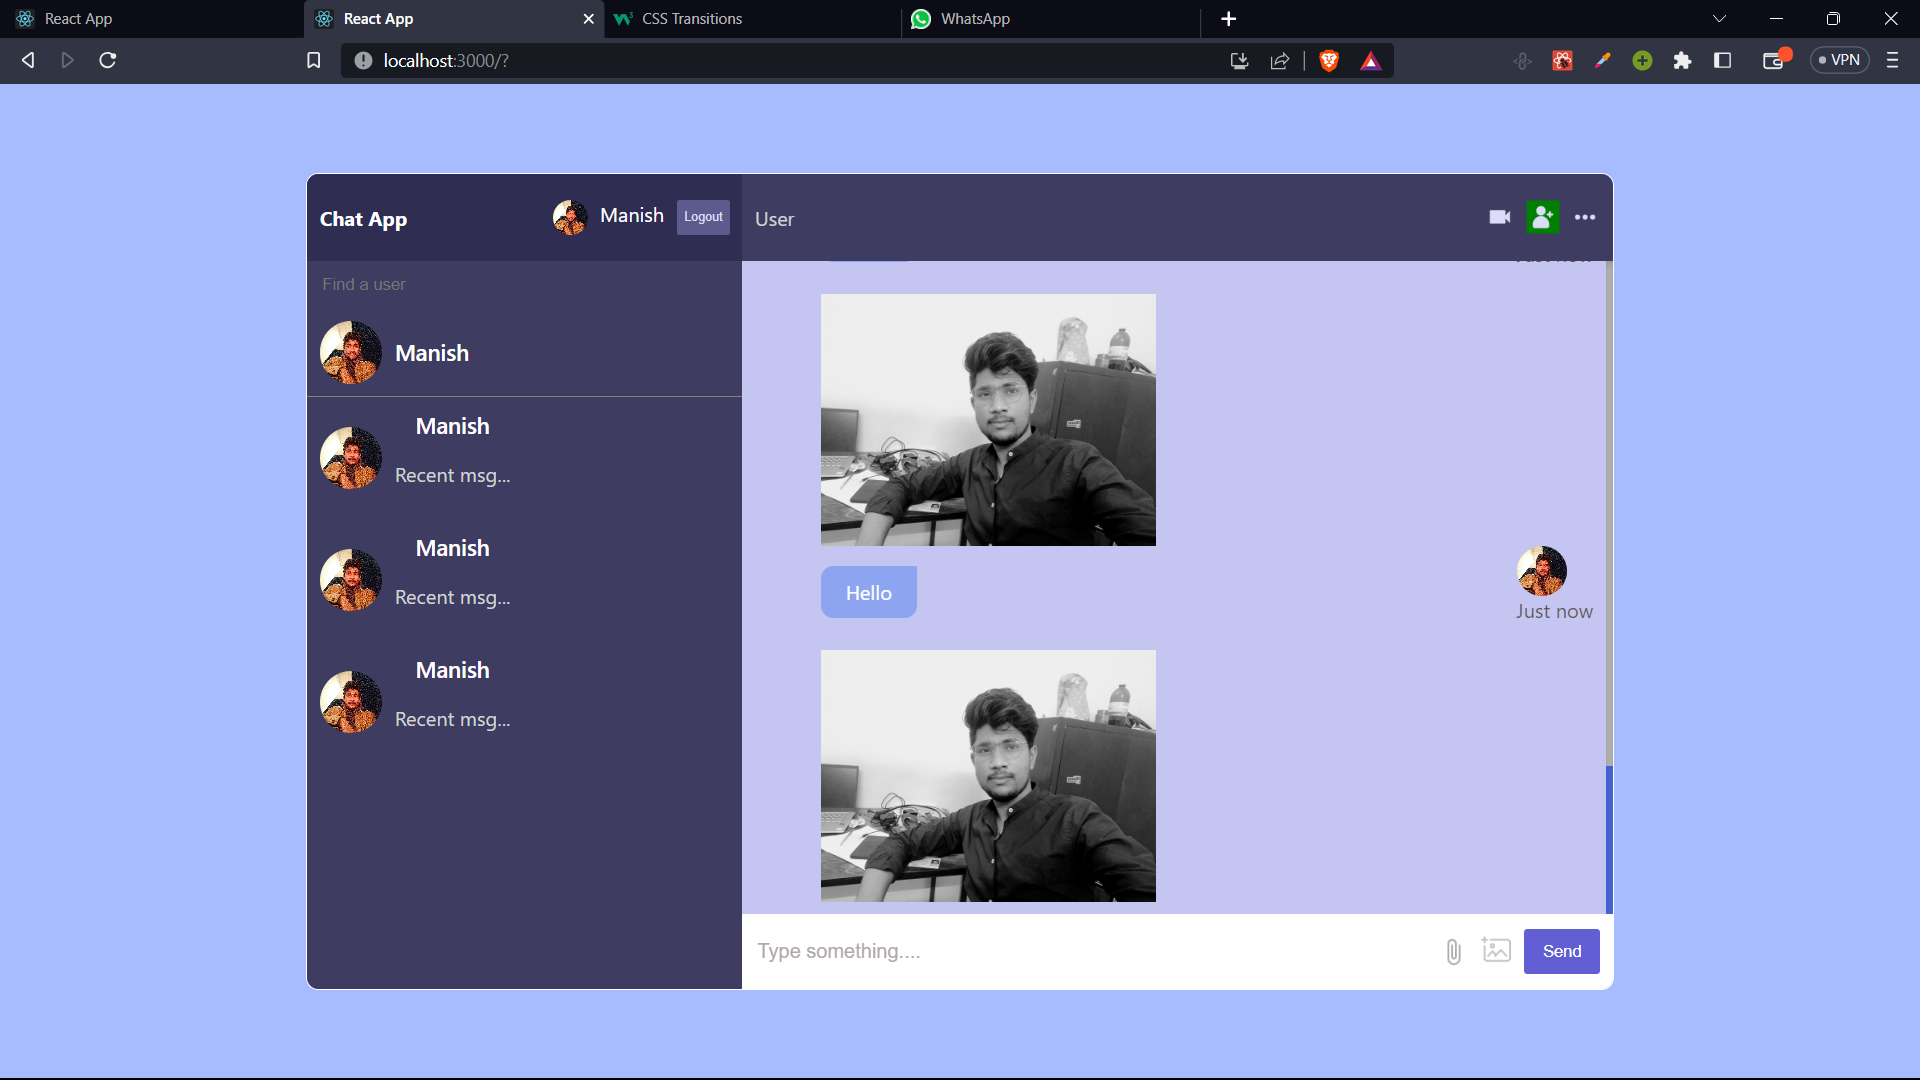 React App
React App
CSS Transitions
WhatsApp
localhost:3000/?
VPN
Chat App
Manish
Logout
User
Find a user
Manish
Manish
Recent msg...
Manish
Recent msg...
Manish
Recent msg...
Hello
Just now
Type something....
Send